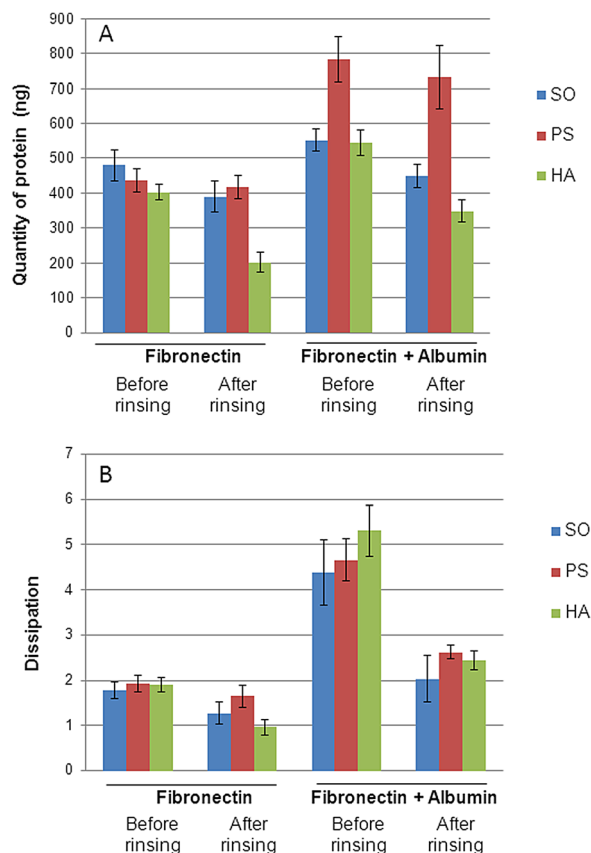 A
Quantity of protein (ng)
900
800
700
600
500
400
300
200
100
0
SO
PS
HA
Fibronectin
Fibronectin + Albumin
Before rinsing
After rinsing
Before rinsing
After rinsing
B
Dissipation
7
6
5
4
3
2
1
0
SO
PS
HA
Fibronectin
Fibronectin + Albumin
Before rinsing
After rinsing
Before rinsing
After rinsing